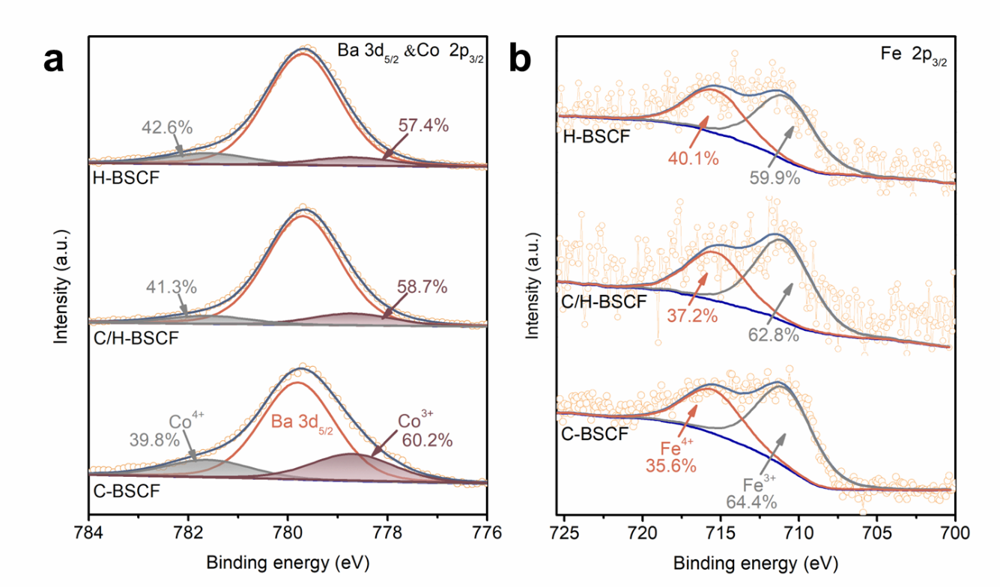 a
Ba 3d5/2 &Co 2p3/2
42.6%
57.4%
H-BSCF
41.3%
58.7%
C/H-BSCF
Co4+
39.8%
Ba 3d5/2
Co3+
60.2%
C-BSCF
784
782
780
778
776
Binding energy (eV)
Intensity (a.u.)
b
Fe 2p3/2
H-BSCF
40.1%
59.9%
C/H-BSCF
37.2%
62.8%
C-BSCF
Fe4+
35.6%
Fe3+
64.4%
725
720
715
710
705
700
Binding energy (eV)
Intensity (a.u.)